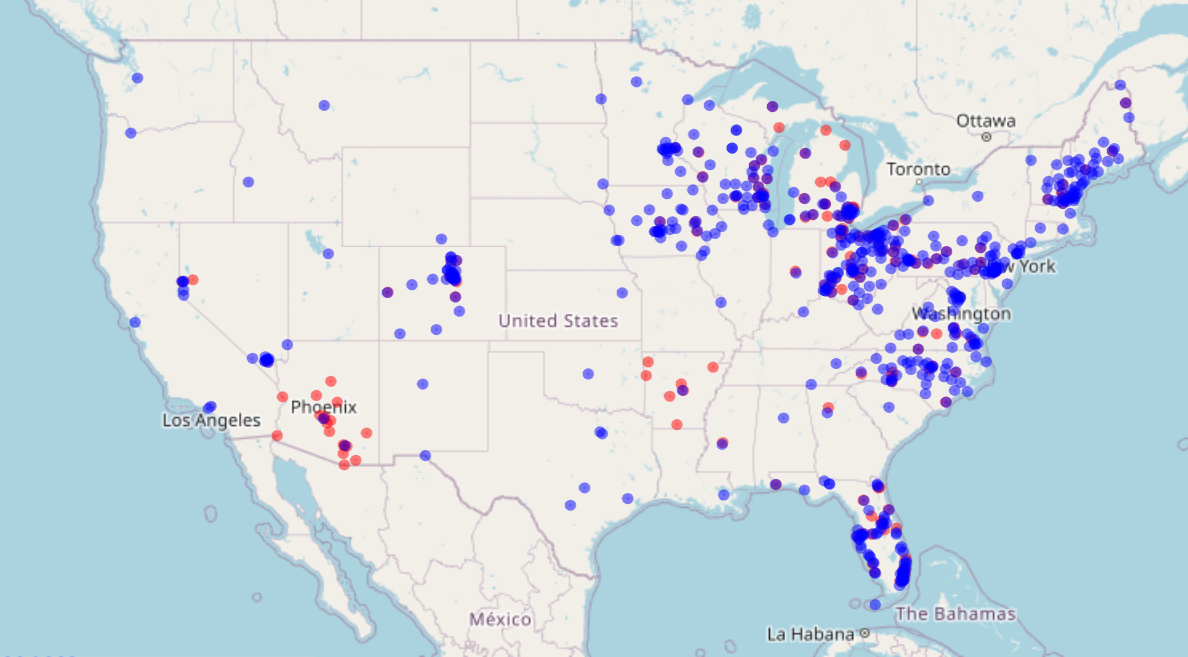 Ottawa
Toronto
New York
Washington
United States
Phoenix
Los Angeles
The Bahamas
México
La Habana